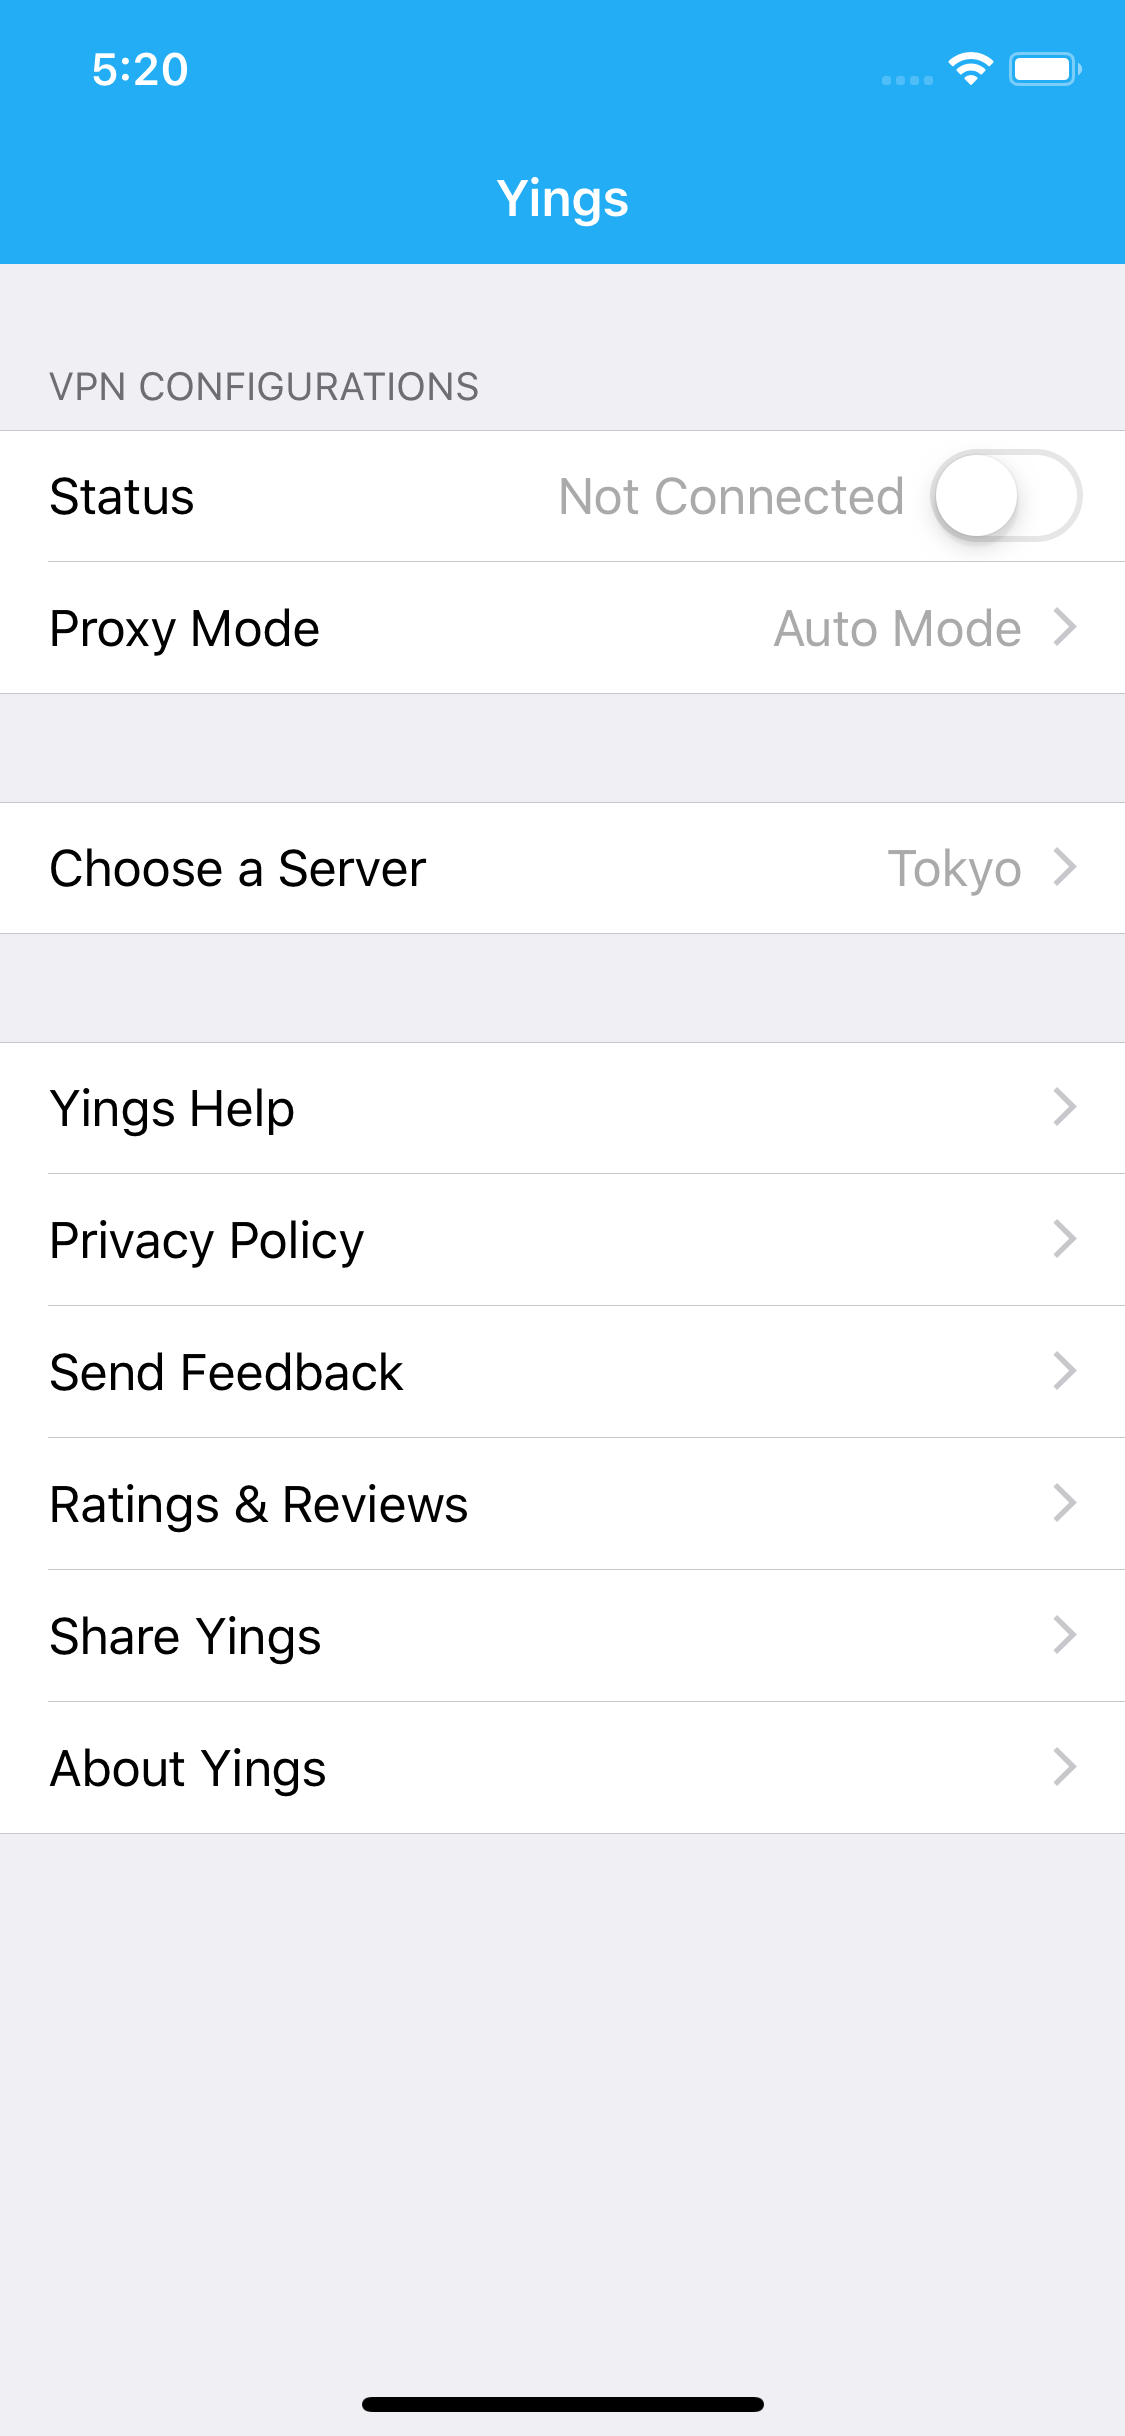 5:20
Yings
VPN CONFIGURATIONS
Status Not Connected
Proxy Mode Auto Mode
Choose a Server Tokyo
Yings Help
Privacy Policy
Send Feedback
Ratings & Reviews
Share Yings
About Yings